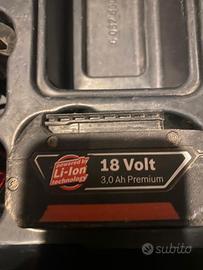 powered by
Li-Ion
technology
18 Volt
3,0 Ah Premium
subito